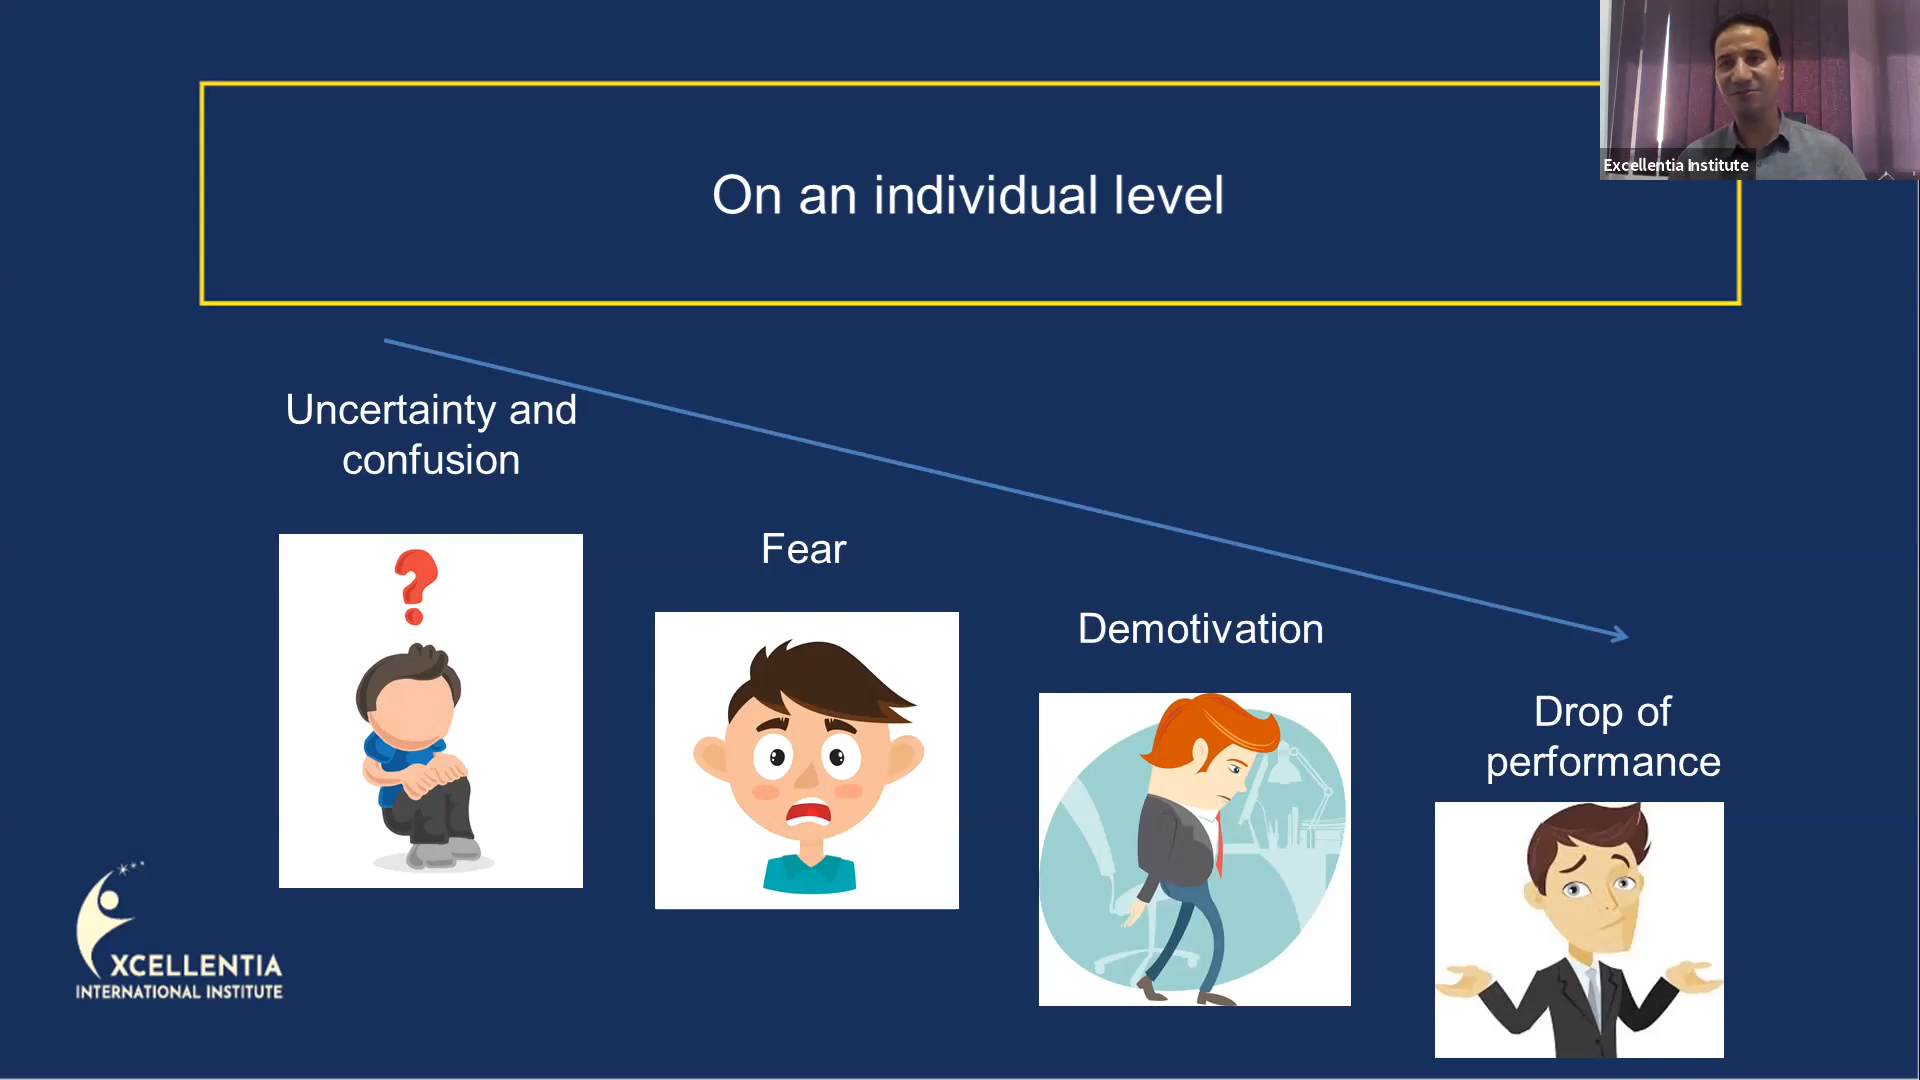 Excellentia Institute
On an individual level
Uncertainty and
confusion
?
Fear
Demotivation
Drop of
performance
XCELLENTIA
INTERNATIONAL INSTITUTE